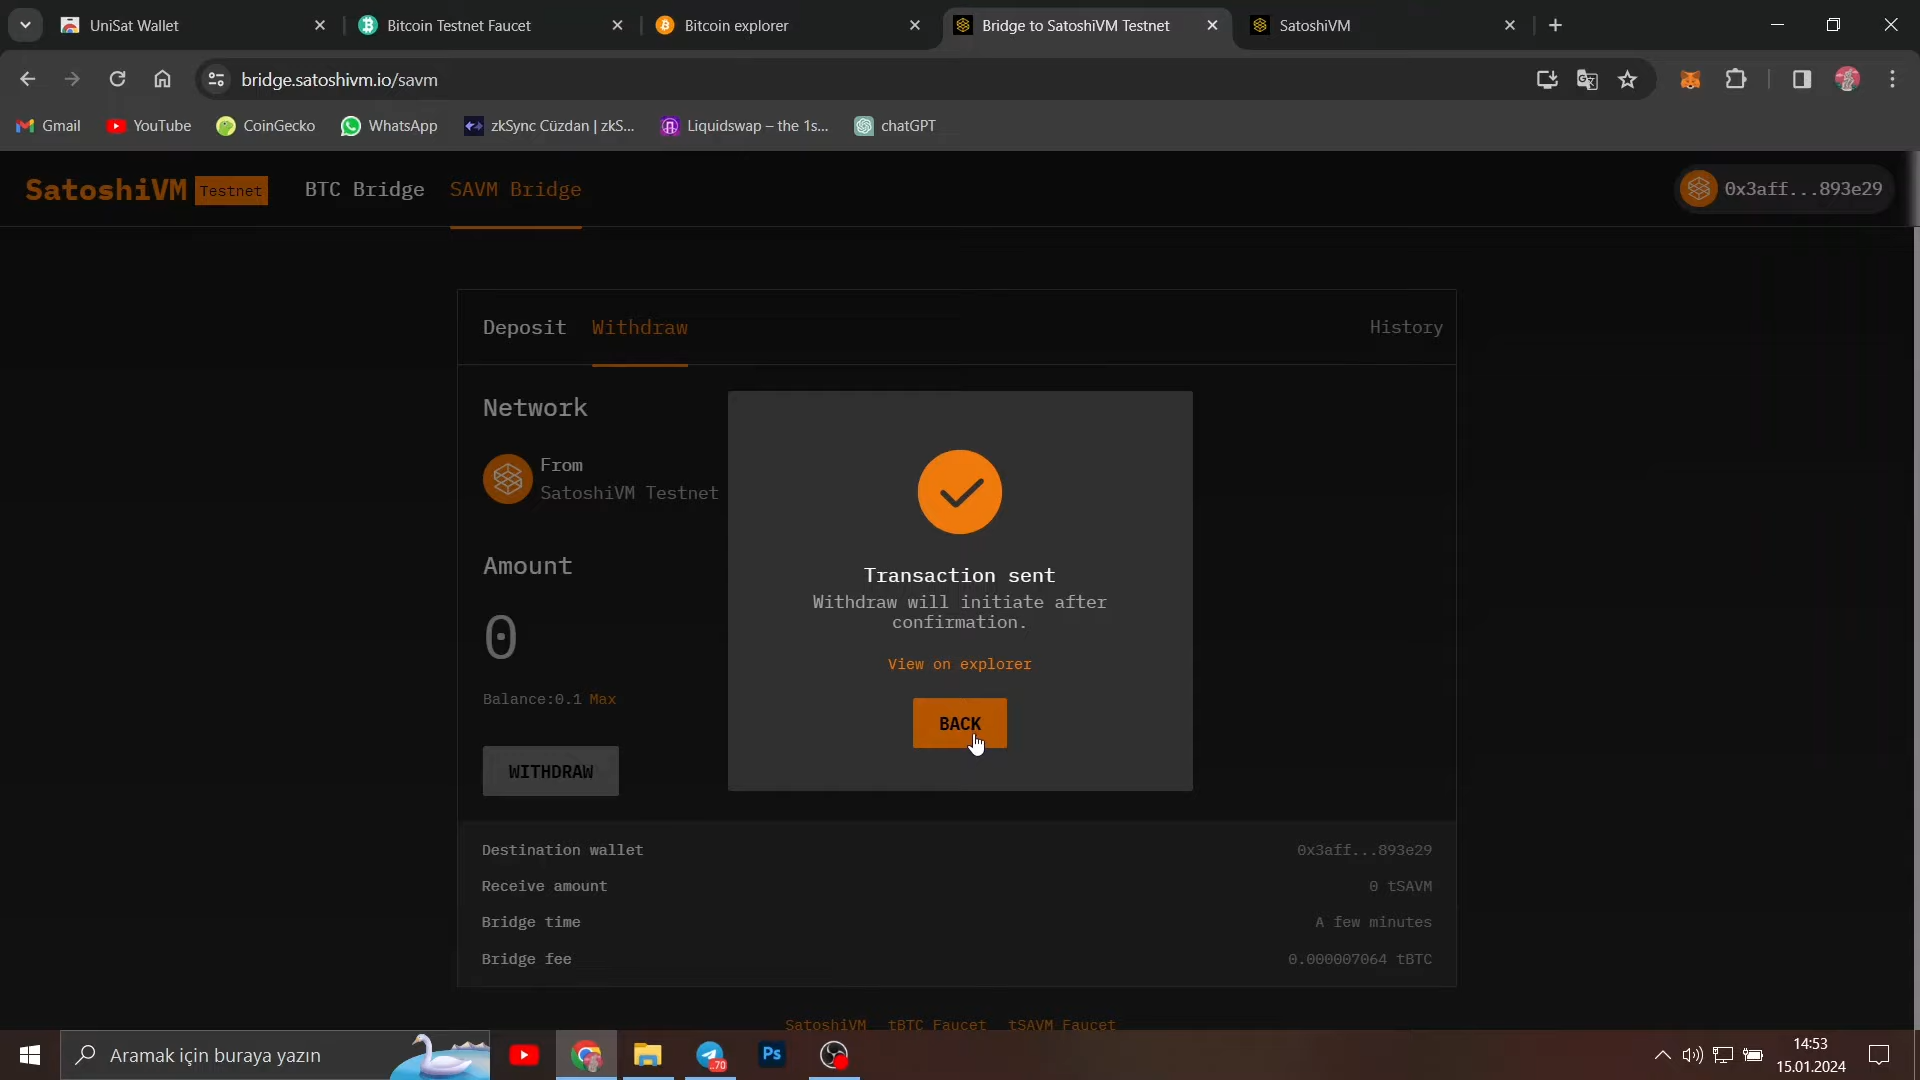 UniSat Wallet
Bitcoin Testnet Faucet
Bitcoin explorer
Bridge to SatoshiVM Testnet
SatoshiVM
bridge.satoshivm.io/savm
Gmail
YouTube
CoinGecko
WhatsApp
zkSync Cüzdan | zkS...
Liquidswap – the 1s...
chatGPT
SatoshiVM Testnet
BTC Bridge
SAVM Bridge
0x3aff...893e29
Deposit
Withdraw
History
Network
From
SatoshiVM Testnet
Amount
0
Balance:0.1 Max
WITHDRAW
Transaction sent
Withdraw will initiate after
confirmation.
View on explorer
BACK
Destination wallet 0x3aff...893e29
Receive amount 0 tSAVM
Bridge time A few minutes
Bridge fee 0.000007064 tBTC
SatoshiVM tBTC Faucet tSAVM Faucet
Aramak için buraya yazın
Ps
70
14:53
15.01.2024